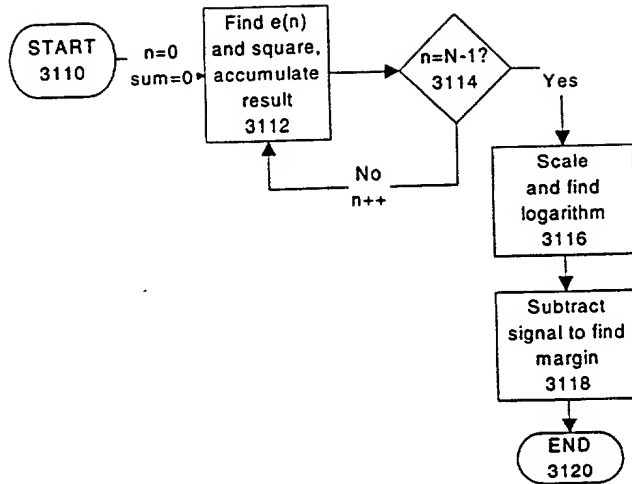 START
3110
n=0
sum=0
Find e(n)
and square,
accumulate
result
3112
n=N-1?
3114
Yes
No
n++
Scale
and find
logarithm
3116
Subtract
signal to find
margin
3118
END
3120